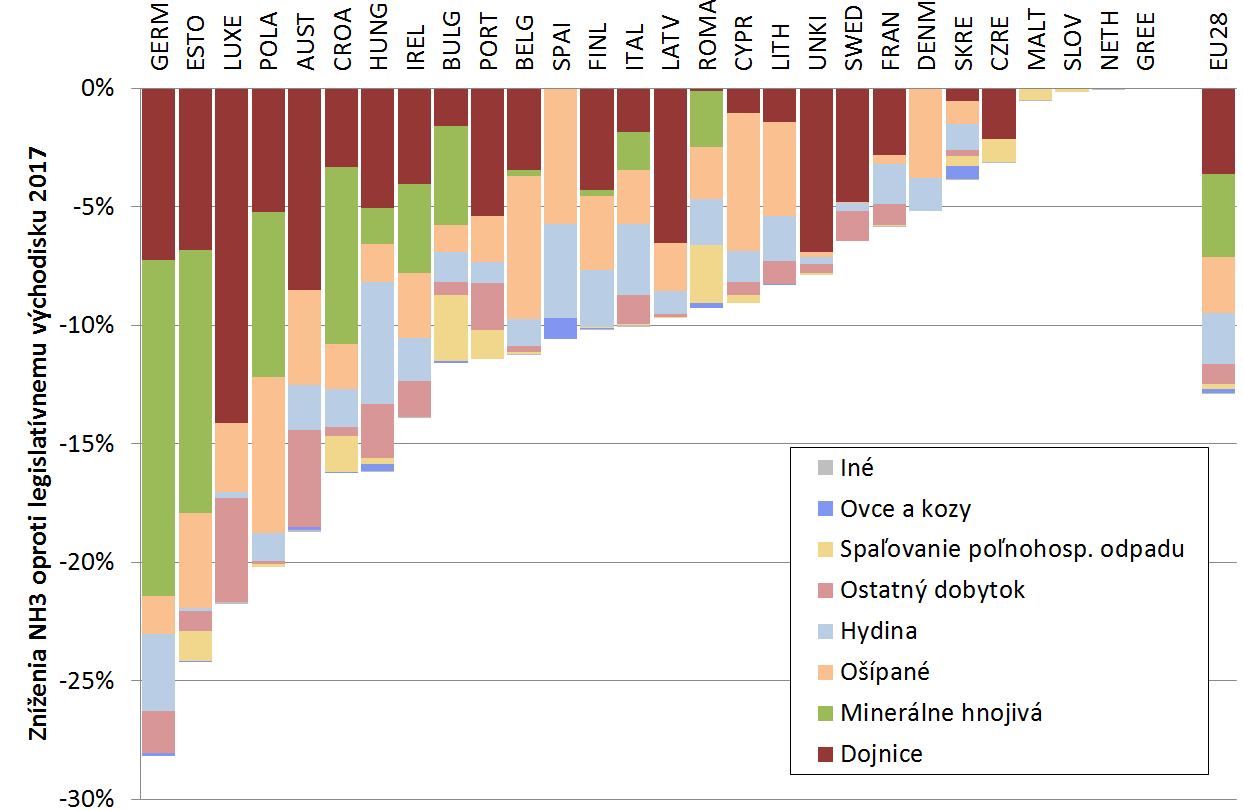 GERM
ESTO
LUXE
POLA
AUST
CROA
HUNG
IREL
BULG
PORT
BELG
SPAI
FINL
ITAL
LATV
ROMA
CYPR
LITH
UNKI
SWED
FRAN
DENM
SKRE
CZRE
MALT
SLOV
NETH
GREE
EU28
Zníženia NH3 oproti legislatívnemu východisku 2017
0%
-5%
-10%
-15%
-20%
-25%
-30%
Iné
Ovce a kozy
Spaľovanie poľnohosp. odpadu
Ostatný dobytok
Hydina
Ošípané
Minerálne hnojivá
Dojnice